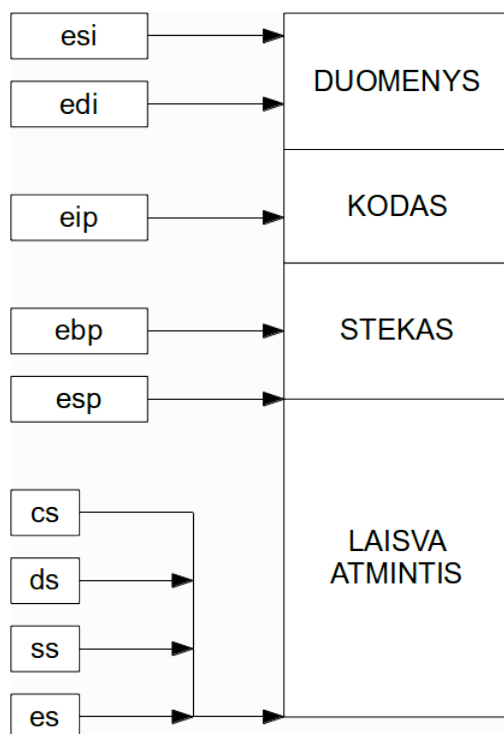 esi
DUOMENYS
edi
eip
KODAS
ebp
STEKAS
esp
cs
LAISVA
ATMINTIS
ds
ss
es